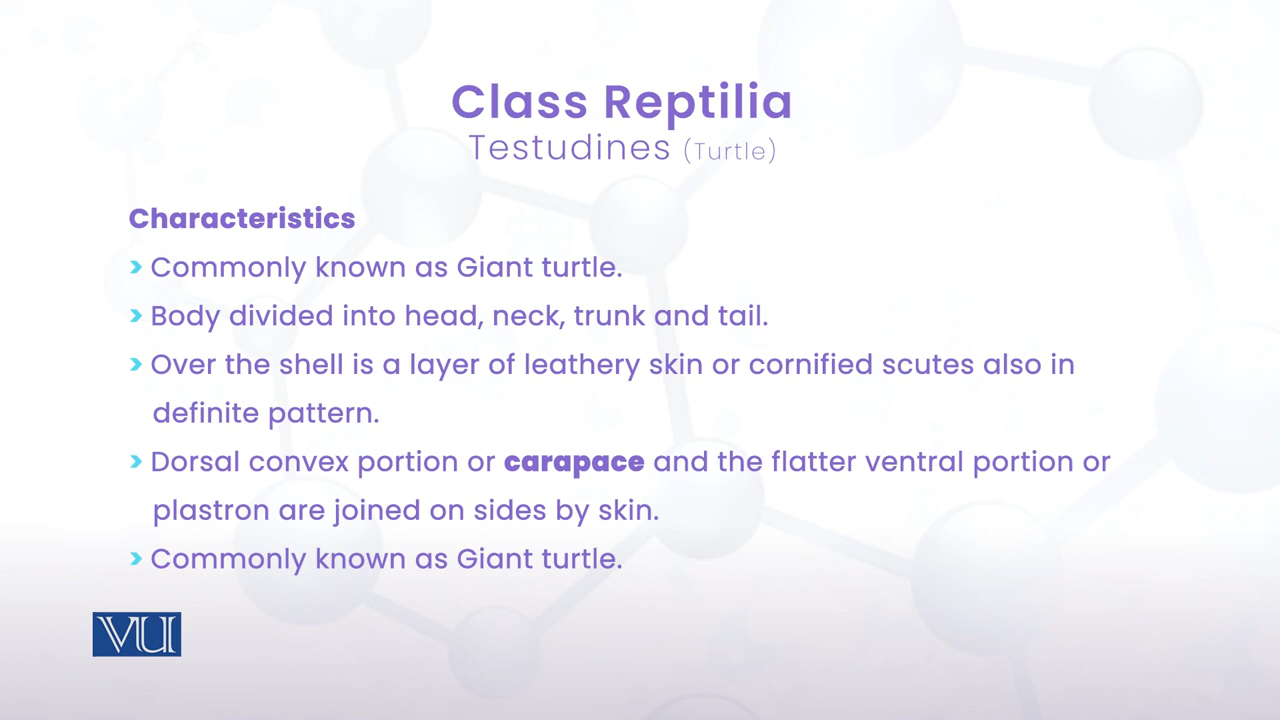 Class Reptilia
Testudines (Turtle)
Characteristics
> Commonly known as Giant turtle.
> Body divided into head, neck, trunk and tail.
> Over the shell is a layer of leathery skin or cornified scutes also in
definite pattern.
> Dorsal convex portion or carapace and the flatter ventral portion or
plastron are joined on sides by skin.
> Commonly known as Giant turtle.
VU